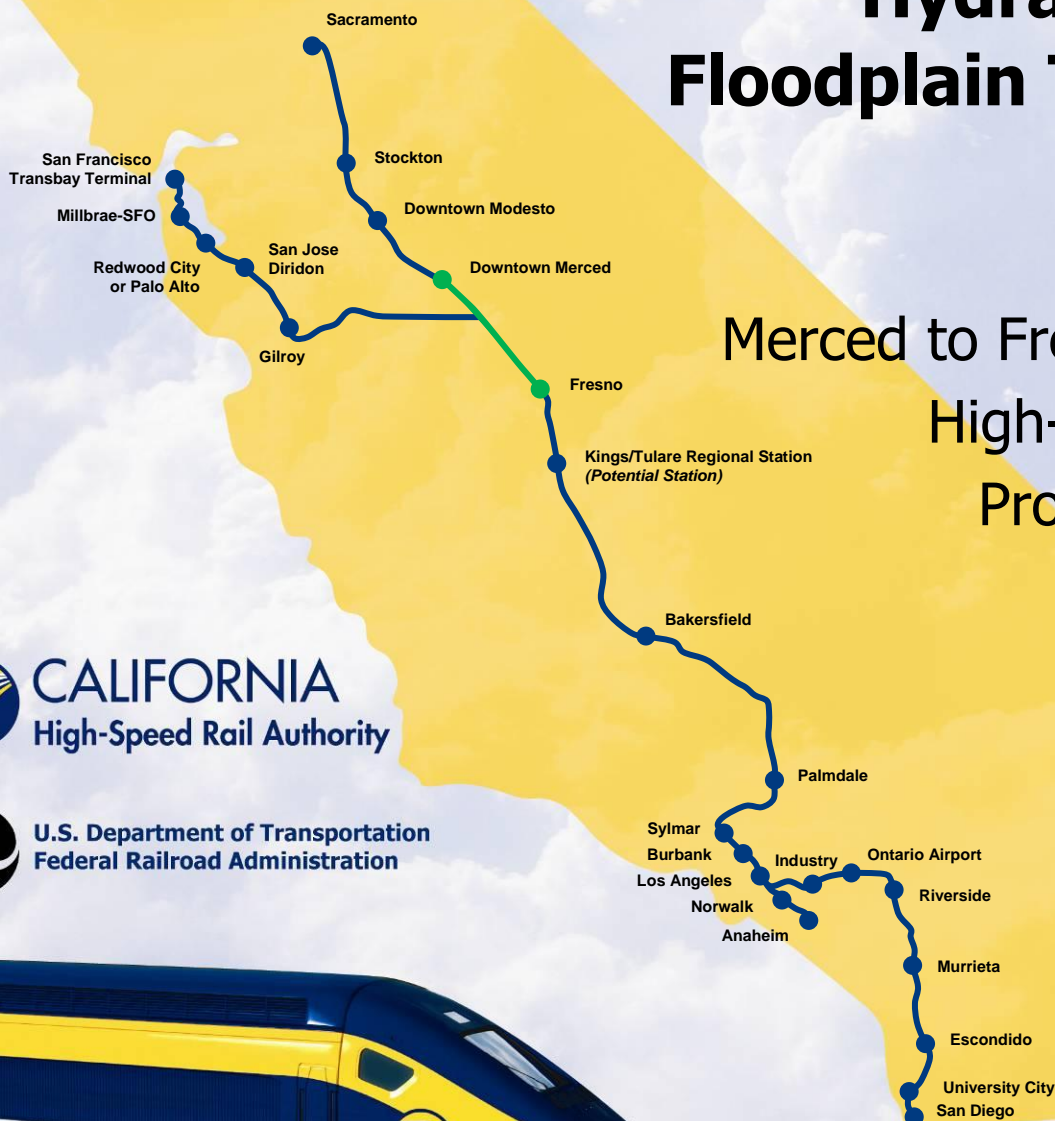 Floodplain
Merced to
High-
Sacramento
Stockton
San Francisco
Transbay Terminal
Downtown Modesto
Millbrae-SFO
San Jose
Diridon
Redwood City
or Palo Alto
Downtown Merced
Gilroy
Fresno
Kings/Tulare Regional Station
(Potential Station)
Bakersfield
CALIFORNIA
High-Speed Rail Authority
Palmdale
U.S. Department of Transportation
Federal Railroad Administration
Sylmar
Burbank
Industry
Ontario Airport
Los Angeles
Riverside
Norwalk
Anaheim
Murrieta
Escondido
University City
San Diego